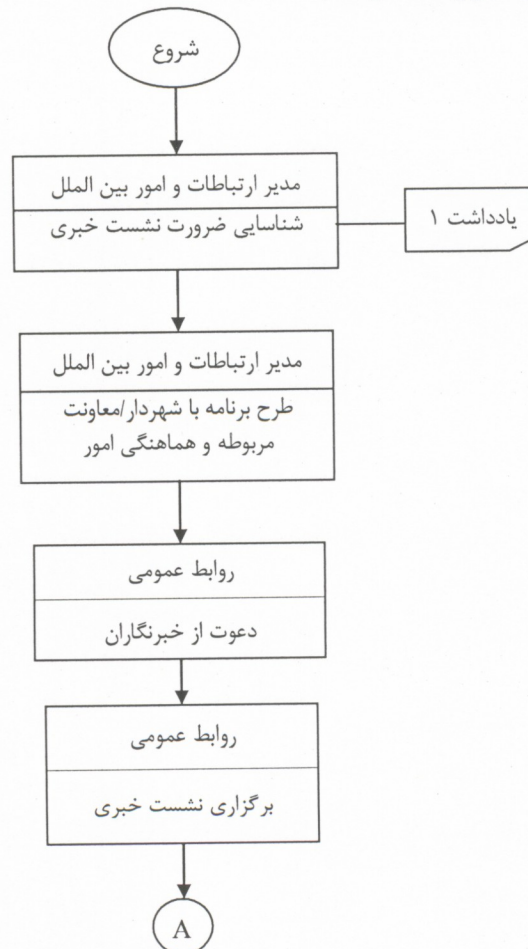 شروع
مدیر ارتباطات و امور بین الملل
شناسایی ضرورت نشست خبری
یادداشت ۱
مدیر ارتباطات و امور بین الملل
طرح برنامه با شهردار/معاونت
مربوطه و هماهنگی امور
روابط عمومی
دعوت از خبرنگاران
روابط عمومی
برگزاری نشست خبری
A